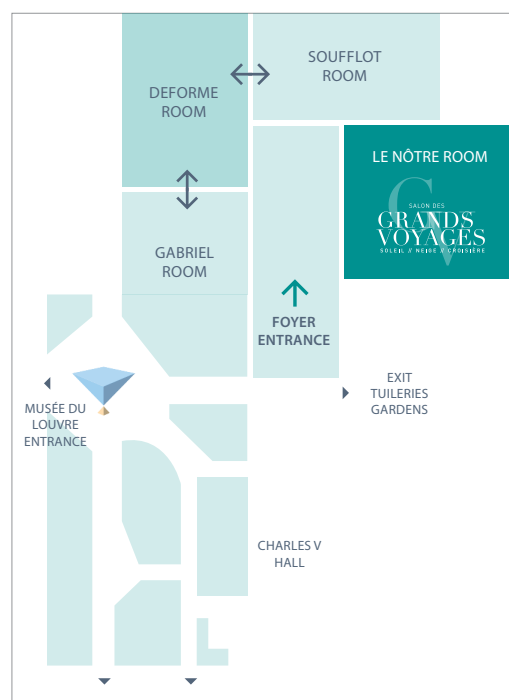 SOUFFLOT
ROOM
DEFORME
ROOM
LE NÔTRE ROOM
SALON DES
GRANDS
VOYAGES
SOLEIL // NEIGE // CROISIÈRE
GABRIEL
ROOM
FOYER
ENTRANCE
EXIT
TUILERIES
GARDENS
MUSÉE DU
LOUVRE
ENTRANCE
CHARLES V
HALL